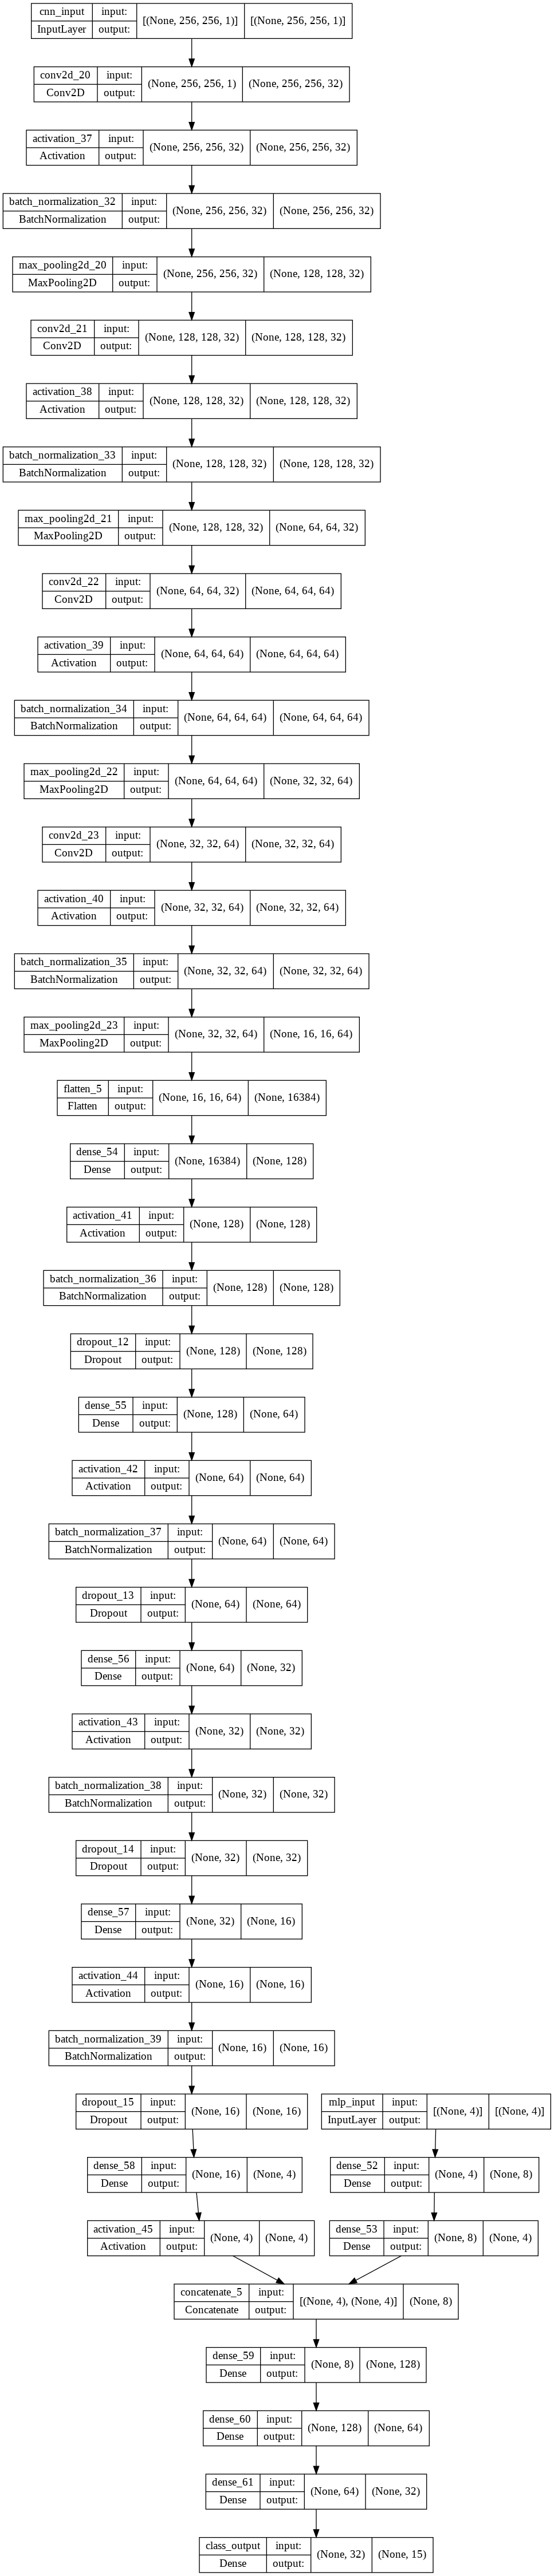 cnn_input input: [(None, 256, 256, 1)] [(None, 256, 256, 1)]
InputLayer output:
conv2d_20 input: (None, 256, 256, 1) (None, 256, 256, 32)
Conv2D output:
activation_37 input: (None, 256, 256, 32) (None, 256, 256, 32)
Activation output:
batch_normalization_32 input: (None, 256, 256, 32) (None, 256, 256, 32)
BatchNormalization output:
max_pooling2d_20 input: (None, 256, 256, 32) (None, 128, 128, 32)
MaxPooling2D output:
conv2d_21 input: (None, 128, 128, 32) (None, 128, 128, 32)
Conv2D output:
activation_38 input: (None, 128, 128, 32) (None, 128, 128, 32)
Activation output:
batch_normalization_33 input: (None, 128, 128, 32) (None, 128, 128, 32)
BatchNormalization output:
max_pooling2d_21 input: (None, 128, 128, 32) (None, 64, 64, 32)
MaxPooling2D output:
conv2d_22 input: (None, 64, 64, 32) (None, 64, 64, 64)
Conv2D output:
activation_39 input: (None, 64, 64, 64) (None, 64, 64, 64)
Activation output:
batch_normalization_34 input: (None, 64, 64, 64) (None, 64, 64, 64)
BatchNormalization output:
max_pooling2d_22 input: (None, 64, 64, 64) (None, 32, 32, 64)
MaxPooling2D output:
conv2d_23 input: (None, 32, 32, 64) (None, 32, 32, 64)
Conv2D output:
activation_40 input: (None, 32, 32, 64) (None, 32, 32, 64)
Activation output:
batch_normalization_35 input: (None, 32, 32, 64) (None, 32, 32, 64)
BatchNormalization output:
max_pooling2d_23 input: (None, 32, 32, 64) (None, 16, 16, 64)
MaxPooling2D output:
flatten_5 input: (None, 16, 16, 64) (None, 16384)
Flatten output:
dense_54 input: (None, 16384) (None, 128)
Dense output:
activation_41 input: (None, 128) (None, 128)
Activation output:
batch_normalization_36 input: (None, 128) (None, 128)
BatchNormalization output:
dropout_12 input: (None, 128) (None, 128)
Dropout output:
dense_55 input: (None, 128) (None, 64)
Dense output:
activation_42 input: (None, 64) (None, 64)
Activation output:
batch_normalization_37 input: (None, 64) (None, 64)
BatchNormalization output:
dropout_13 input: (None, 64) (None, 64)
Dropout output:
dense_56 input: (None, 64) (None, 32)
Dense output:
activation_43 input: (None, 32) (None, 32)
Activation output:
batch_normalization_38 input: (None, 32) (None, 32)
BatchNormalization output:
dropout_14 input: (None, 32) (None, 32)
Dropout output:
dense_57 input: (None, 32) (None, 16)
Dense output:
activation_44 input: (None, 16) (None, 16)
Activation output:
batch_normalization_39 input: (None, 16) (None, 16)
BatchNormalization output:
dropout_15 input: (None, 16) (None, 16)
Dropout output:
mlp_input input: [(None, 4)] [(None, 4)]
InputLayer output:
dense_58 input: (None, 16) (None, 4)
Dense output:
dense_52 input: (None, 4) (None, 8)
Dense output:
activation_45 input: (None, 4) (None, 4)
Activation output:
dense_53 input: (None, 8) (None, 4)
Dense output:
concatenate_5 input: [(None, 4), (None, 4)] (None, 8)
Concatenate output:
dense_59 input: (None, 8) (None, 128)
Dense output:
dense_60 input: (None, 128) (None, 64)
Dense output:
dense_61 input: (None, 64) (None, 32)
Dense output:
class_output input: (None, 32) (None, 15)
Dense output: